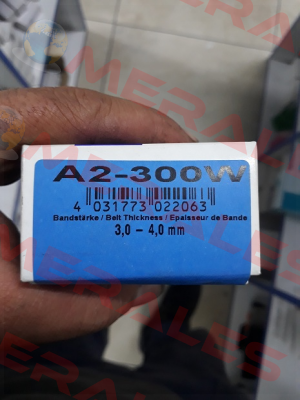 A2-300W
4 031773 022063
Bandstärke / Belt Thickness / Epaisseur de Bande
3,0 – 4,0 mm